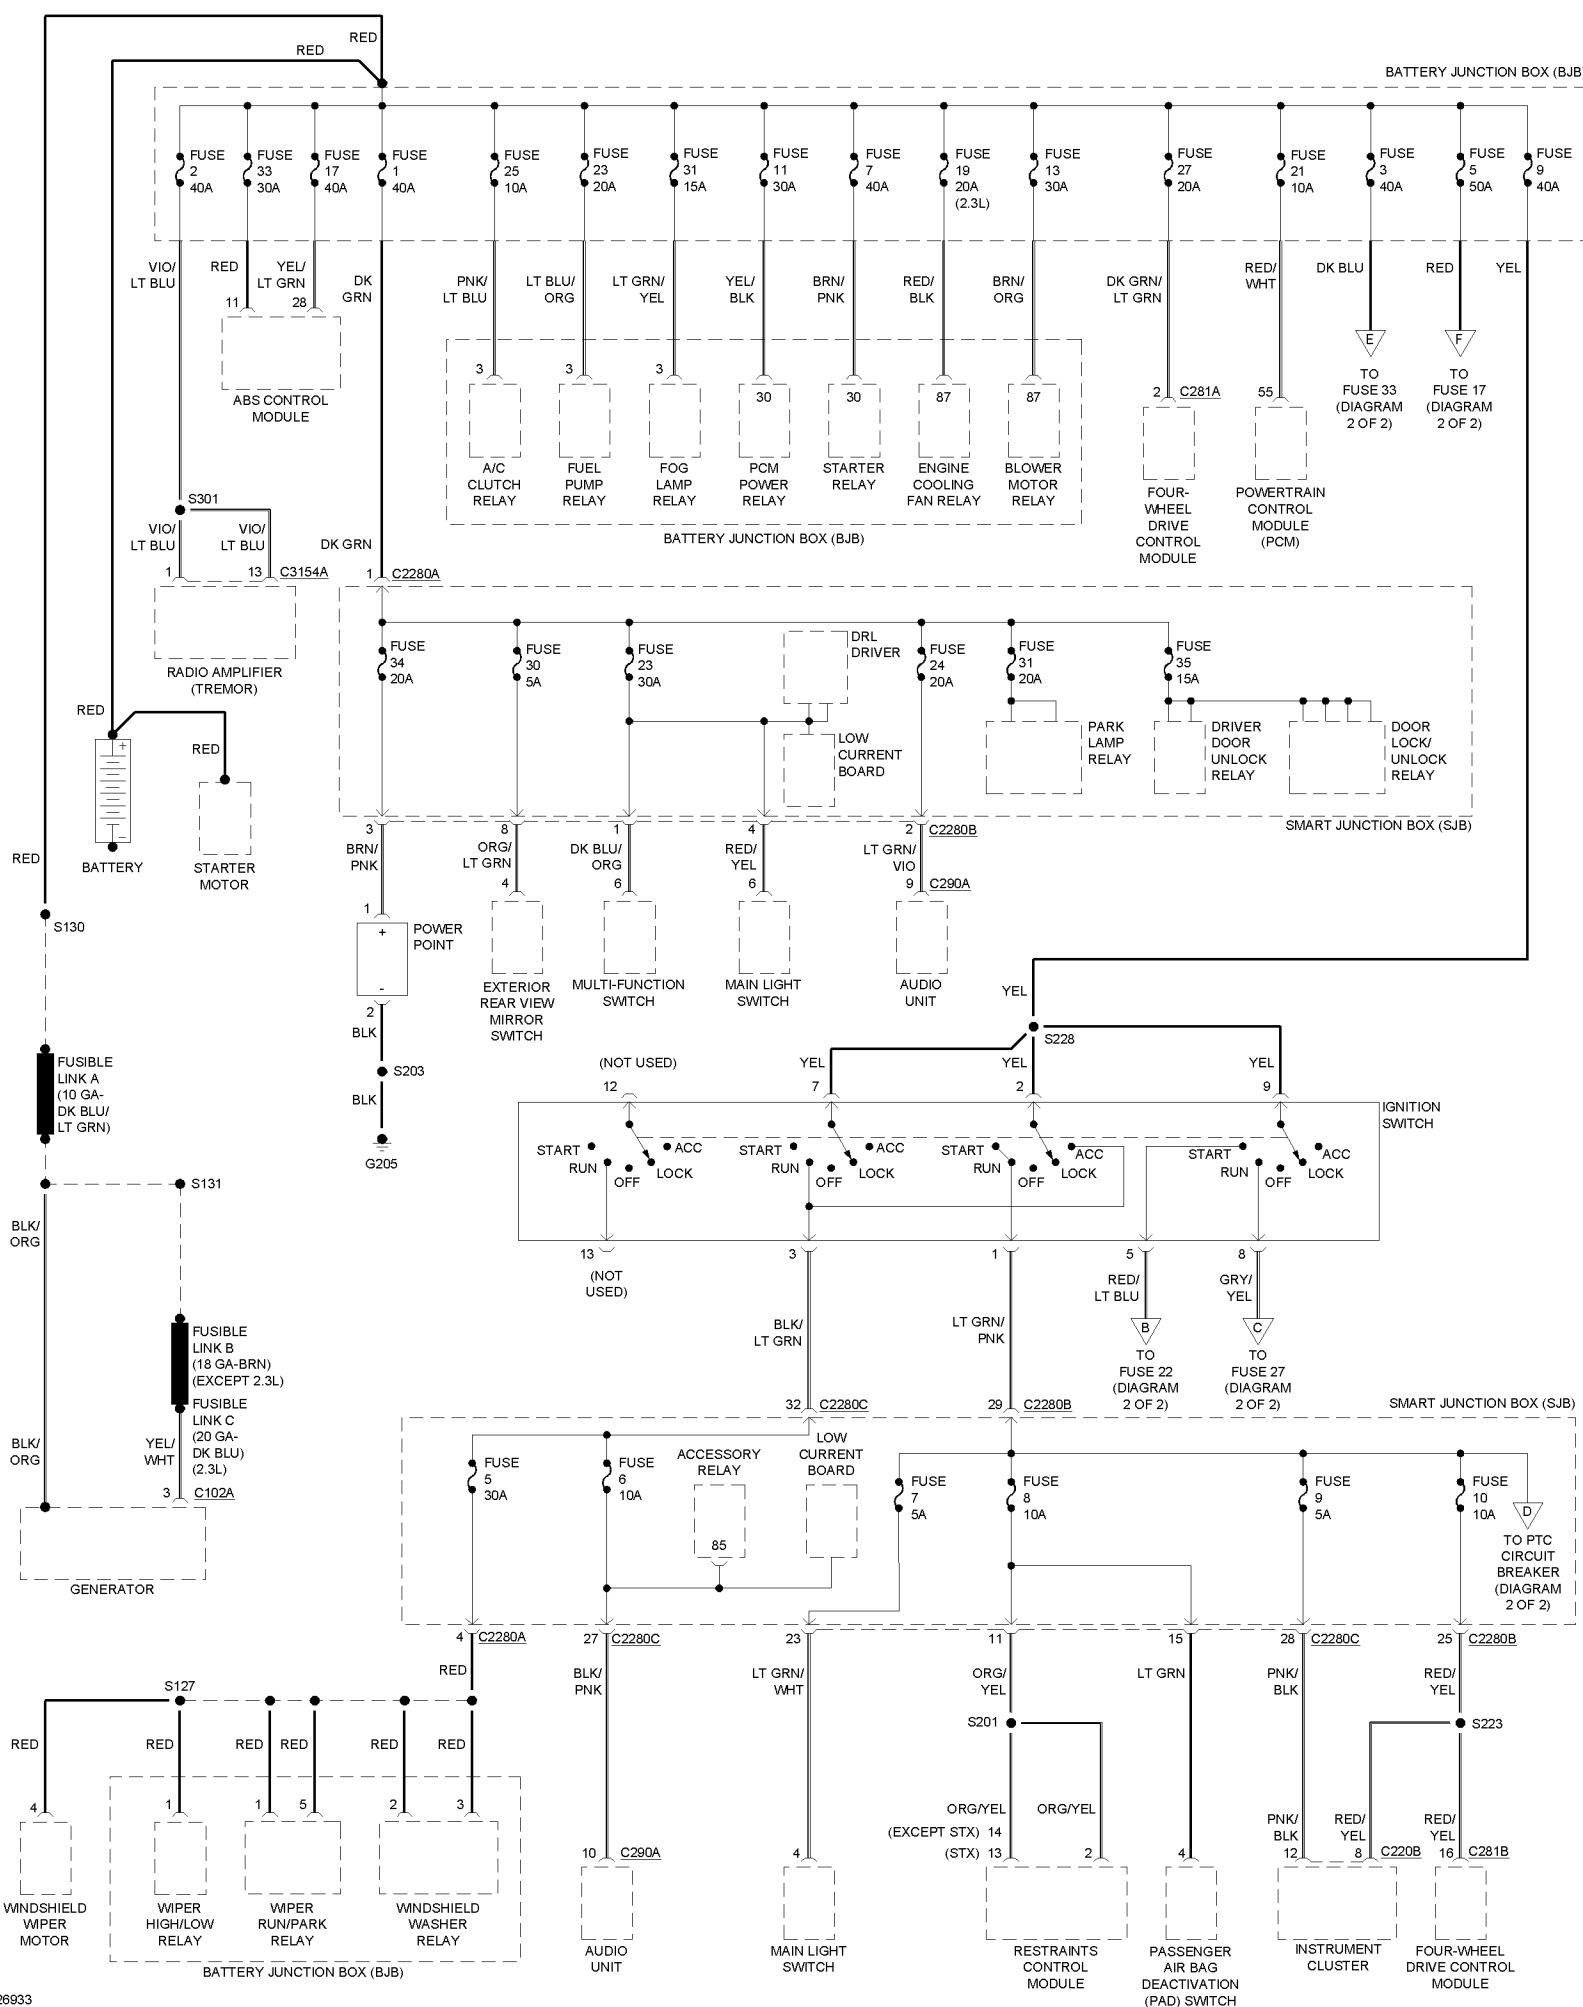 RED
RED
BATTERY JUNCTION BOX (BJB)
FUSE
2
40A
FUSE
33
30A
FUSE
17
40A
FUSE
1
40A
FUSE
25
10A
FUSE
23
20A
FUSE
31
15A
FUSE
11
30A
FUSE
7
40A
FUSE
19
20A
(2.3L)
FUSE
13
30A
FUSE
27
20A
FUSE
21
10A
FUSE
3
40A
FUSE
5
50A
FUSE
9
40A
VIO/
LT BLU
RED
YEL/
LT GRN
DK
GRN
PNK/
LT BLU
LT BLU/
ORG
LT GRN/
YEL
YEL/
BLK
BRN/
PNK
RED/
BLK
BRN/
ORG
DK GRN/
LT GRN
RED/
WHT
DK BLU
RED
YEL
11
28
ABS CONTROL
MODULE
3
3
3
30
30
87
87
A/C
CLUTCH
RELAY
FUEL
PUMP
RELAY
FOG
LAMP
RELAY
PCM
POWER
RELAY
STARTER
RELAY
ENGINE
COOLING
FAN RELAY
BLOWER
MOTOR
RELAY
BATTERY JUNCTION BOX (BJB)
2
C281A
FOUR-
WHEEL
DRIVE
CONTROL
MODULE
55
POWERTRAIN
CONTROL
MODULE
(PCM)
E
TO
FUSE 33
(DIAGRAM
2 OF 2)
F
TO
FUSE 17
(DIAGRAM
2 OF 2)
S301
VIO/
LT BLU
VIO/
LT BLU
DK GRN
1
13
C3154A
1
C2280A
RADIO AMPLIFIER
(TREMOR)
FUSE
34
20A
FUSE
30
5A
FUSE
23
30A
DRL
DRIVER
LOW
CURRENT
BOARD
FUSE
24
20A
FUSE
31
20A
FUSE
35
15A
PARK
LAMP
RELAY
DRIVER
DOOR
UNLOCK
RELAY
DOOR
LOCK/
UNLOCK
RELAY
SMART JUNCTION BOX (SJB)
RED
RED
+
-
BATTERY
STARTER
MOTOR
RED
S130
3
8
1
4
2
C2280B
BRN/
PNK
ORG/
LT GRN
DK BLU/
ORG
RED/
YEL
LT GRN/
VIO
1
4
6
6
9
C290A
+
-
POWER
POINT
EXTERIOR
REAR VIEW
MIRROR
SWITCH
MULTI-FUNCTION
SWITCH
MAIN LIGHT
SWITCH
AUDIO
UNIT
2
BLK
S203
BLK
G205
FUSIBLE
LINK A
(10 GA-
DK BLU/
LT GRN)
S131
YEL
S228
(NOT USED)
YEL
YEL
YEL
12
7
2
9
IGNITION
SWITCH
START
RUN
OFF
LOCK
ACC
START
RUN
OFF
LOCK
ACC
START
RUN
OFF
LOCK
ACC
START
RUN
OFF
LOCK
ACC
13
3
1
5
8
(NOT
USED)
BLK/
LT GRN
LT GRN/
PNK
RED/
LT BLU
GRY/
YEL
B
TO
FUSE 22
(DIAGRAM
2 OF 2)
C
TO
FUSE 27
(DIAGRAM
2 OF 2)
BLK/
ORG
FUSIBLE
LINK B
(18 GA-BRN)
(EXCEPT 2.3L)
FUSIBLE
LINK C
(20 GA-
DK BLU)
(2.3L)
BLK/
ORG
YEL/
WHT
3
C102A
GENERATOR
32
C2280C
29
C2280B
SMART JUNCTION BOX (SJB)
FUSE
5
30A
FUSE
6
10A
ACCESSORY
RELAY
85
LOW
CURRENT
BOARD
FUSE
7
5A
FUSE
8
10A
FUSE
9
5A
FUSE
10
10A
D
TO PTC
CIRCUIT
BREAKER
(DIAGRAM
2 OF 2)
4
C2280A
27
C2280C
23
11
15
28
C2280C
25
C2280B
RED
BLK/
PNK
LT GRN/
WHT
ORG/
YEL
LT GRN
PNK/
BLK
RED/
YEL
S127
S201
S223
RED
RED
RED
RED
RED
RED
4
1
1
5
2
3
WINDSHIELD
WIPER
MOTOR
WIPER
HIGH/LOW
RELAY
WIPER
RUN/PARK
RELAY
WINDSHIELD
WASHER
RELAY
BATTERY JUNCTION BOX (BJB)
ORG/YEL
ORG/YEL
(EXCEPT STX) 14
(STX) 13
2
PNK/
BLK
RED/
YEL
RED/
YEL
10
C290A
4
4
12
8
C220B
16
C281B
AUDIO
UNIT
MAIN LIGHT
SWITCH
RESTRAINTS
CONTROL
MODULE
PASSENGER
AIR BAG
DEACTIVATION
(PAD) SWITCH
INSTRUMENT
CLUSTER
FOUR-WHEEL
DRIVE CONTROL
MODULE
26933